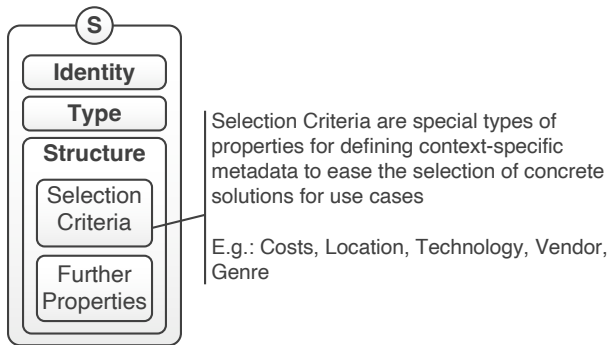 S
Identity
Type
Structure
Selection
Criteria
Further
Properties
Selection Criteria are special types of
properties for defining context-specific
metadata to ease the selection of concrete
solutions for use cases
E.g.: Costs, Location, Technology, Vendor,
Genre